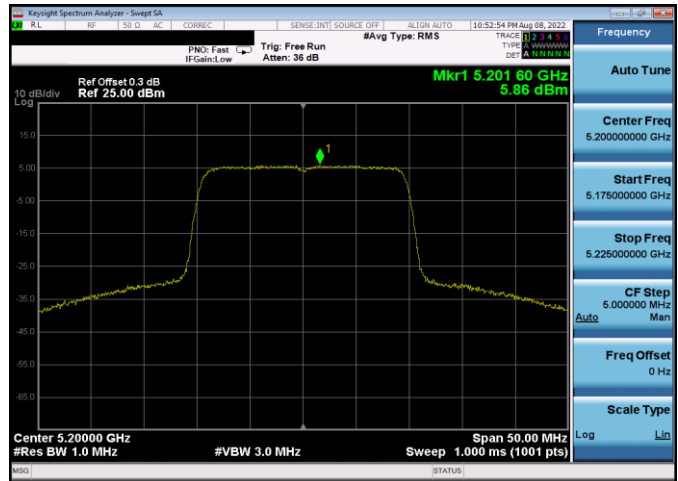 Keysight Spectrum Analyzer - Swept SA
RL RF 50 Ω AC CORREC SENSE:INT SOURCE OFF ALIGN AUTO 10:52:54 PM Aug 08, 2022
#Avg Type: RMS
TRACE 1 2 3 4 5 6
PNO: Fast Trig: Free Run
TYPE A WWWWW
IFGain:Low Atten: 36 dB
DET A N N N N N
Frequency
Auto Tune
Center Freq
5.200000000 GHz
Start Freq
5.175000000 GHz
Stop Freq
5.225000000 GHz
CF Step
5.000000 MHz
Auto Man
Freq Offset
0 Hz
Scale Type
Log Lin
Mkr1 5.201 60 GHz
5.86 dBm
Ref Offset 0.3 dB
10 dB/div Ref 25.00 dBm
Log
1
15.0
5.00
-5.00
-15.0
-25.0
-35.0
-45.0
-55.0
-65.0
Center 5.20000 GHz Span 50.00 MHz
#Res BW 1.0 MHz #VBW 3.0 MHz Sweep 1.000 ms (1001 pts)
MSG STATUS